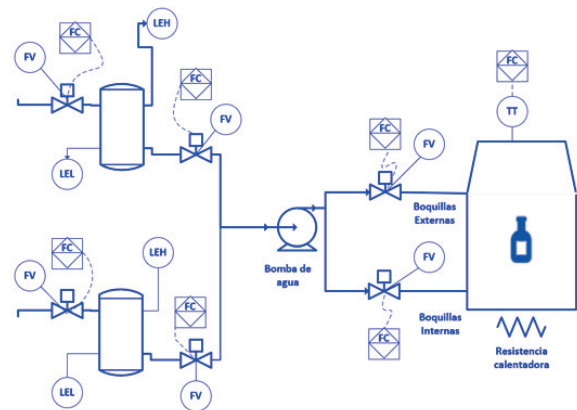 LEH
FC
FV
FC
FV
LEL
FC
TT
FC
FV
Boquillas
Externas
Bomba de
agua
FC
LEH
FV
FC
LEL
FV
FV
Boquillas
Internas
FC
Resistencia
calentadora